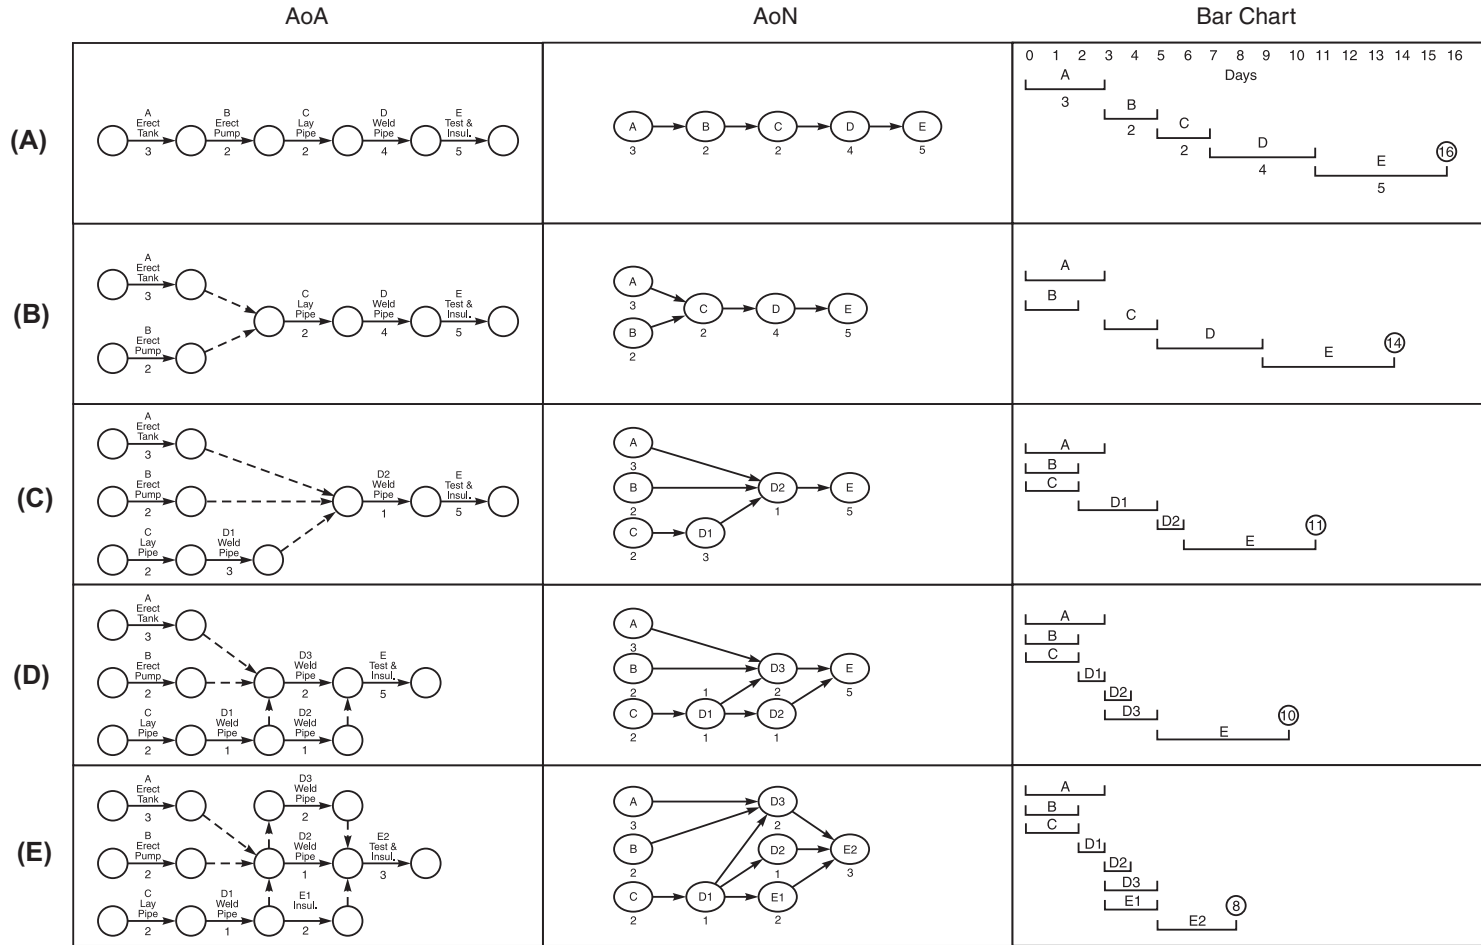 AoA AoN Bar Chart
(A)
A B C D E
Erect Erect Lay Weld Test &
Tank Pump Pipe Pipe Insul.
3 2 2 4 5
A B C D E
3 2 2 4 5
0 1 2 3 4 5 6 7 8 9 10 11 12 13 14 15 16
Days
A
3
B
2
C
2
D
4
E
5
16
(B)
A
Erect
Tank
3
B
Erect
Pump
2
C D E
Lay Weld Test &
Pipe Pipe Insul.
2 4 5
A
3
B
2
C D E
2 4 5
A
B
C
D
E
14
(C)
A
Erect
Tank
3
B
Erect
Pump
2
D2 E
Weld Test &
Pipe Insul.
1 5
C D1
Lay Weld
Pipe Pipe
2 3
A
3
B D2 E
2 1 5
C D1
2 3
A
B
C
D1
D2
E
11
(D)
A
Erect
Tank
3
B
Erect
Pump
2
D3 E
Weld Test &
Pipe Insul.
2 5
C D1 D2
Lay Weld Weld
Pipe Pipe Pipe
2 1 1
A
3
B D3 E
2 2 5
1
C D1 D2
2 1 1
A
B
C
D1
D2
D3
E
10
(E)
A
Erect
Tank
3
D3
Weld
Pipe
2
B
Erect
Pump
2
D2 E2
Weld Test &
Pipe Insul.
1 3
C D1
Lay Weld
Pipe Pipe
2 1
E1
Insul.
2
A D3
3 2
B D2 E2
2 1 3
C D1 E1
2 1 2
A
B
C
D1
D2
D3
E1
E2
8